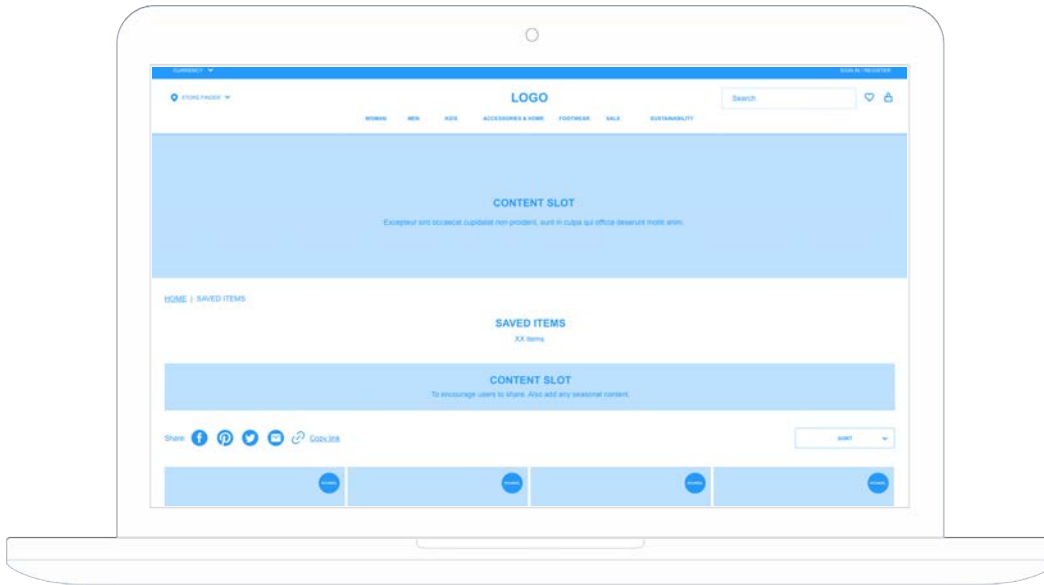 CURRENCY
SIGN IN / REGISTER
STORE FINDER
LOGO
Search
WOMAN MEN KIDS ACCESSORIES & HOME FOOTWEAR SALE SUSTAINABILITY
CONTENT SLOT
Excepteur sint occaecat cupidatat non proident, sunt in culpa qui officia deserunt mollit anim.
HOME | SAVED ITEMS
SAVED ITEMS
XX items
CONTENT SLOT
To encourage users to share. Also add any seasonal content.
Share: Copy link
SORT